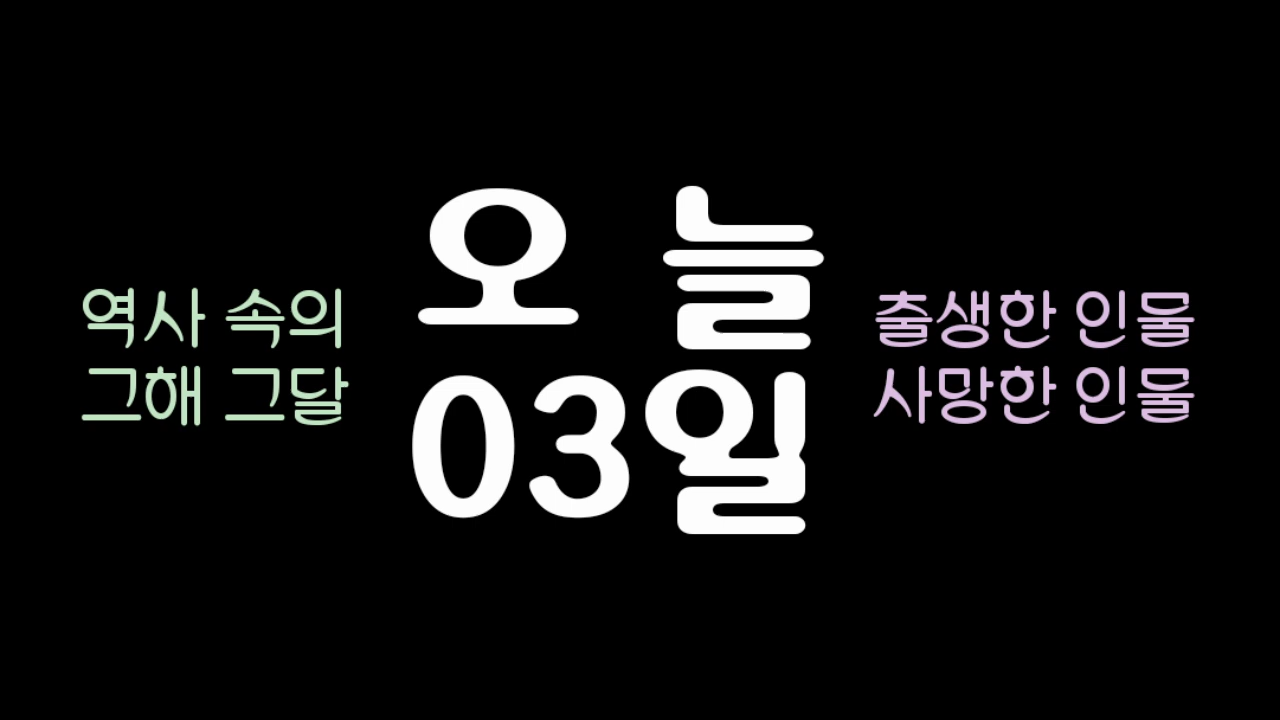 역사 속의
그해 그달
오 늘
03일
출생한 인물
사망한 인물